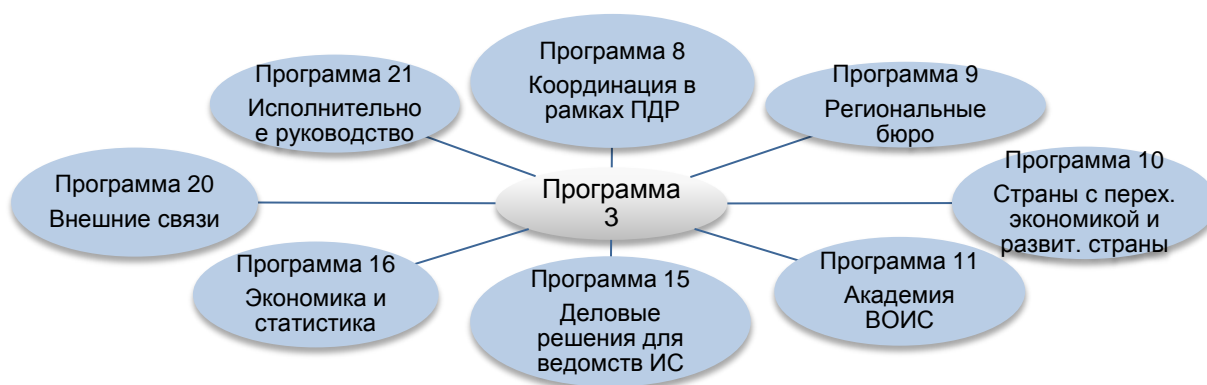 Программа 8
Координация в
рамках ПДР
Программа 21
Исполнительно
е руководство
Программа 9
Региональные
бюро
Программа 20
Внешние связи
Программа
3
Программа 10
Страны с перех.
экономикой и
развит. страны
Программа 16
Экономика и
статистика
Программа 15
Деловые
решения для
ведомств ИС
Программа 11
Академия
ВОИС